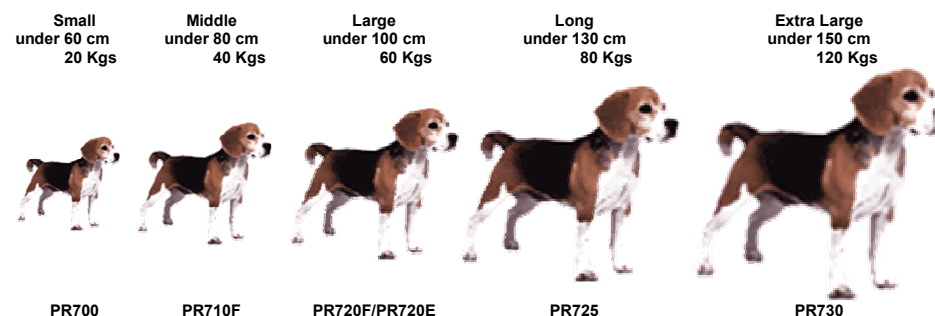 Small
under 60 cm
20 Kgs
Middle
under 80 cm
40 Kgs
Large
under 100 cm
60 Kgs
Long
under 130 cm
80 Kgs
Extra Large
under 150 cm
120 Kgs
PR700
PR710F
PR720F/PR720E
PR725
PR730